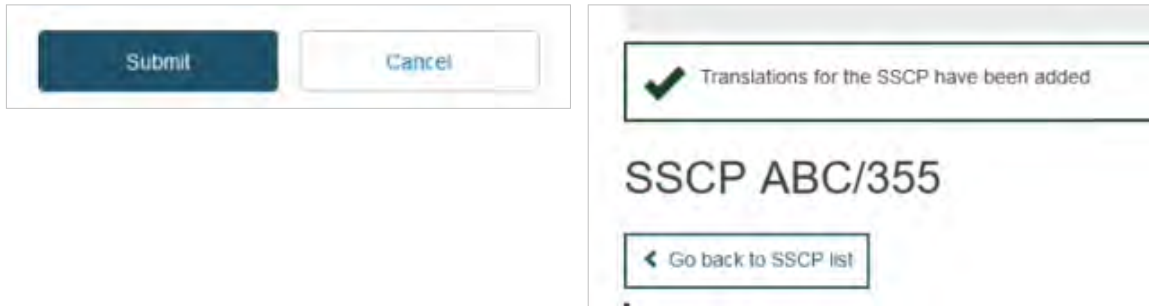 Submit
Cancel
Translations for the SSCP have been added
SSCP ABC/355
Go back to SSCP list